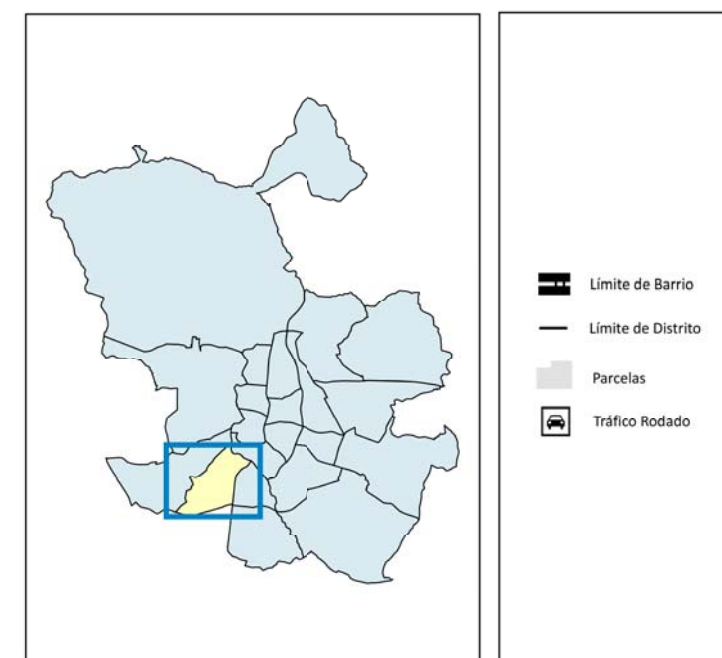 Límite de Barrio
Límite de Distrito
Parcelas
Tráfico Rodado